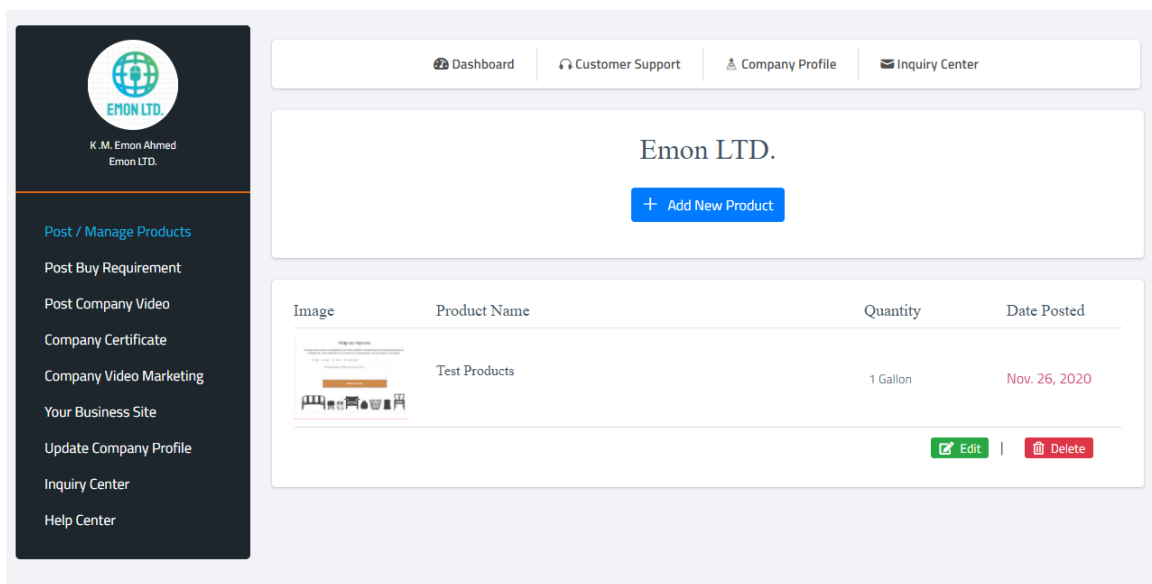 EMON LTD.
K .M. Emon Ahmed
Emon LTD.
Post / Manage Products
Post Buy Requirement
Post Company Video
Company Certificate
Company Video Marketing
Your Business Site
Update Company Profile
Inquiry Center
Help Center
Dashboard
Customer Support
Company Profile
Inquiry Center
Emon LTD.
+ Add New Product
Image Product Name Quantity Date Posted
Help us improve
Test Products 1 Gallon Nov. 26, 2020
Edit | Delete